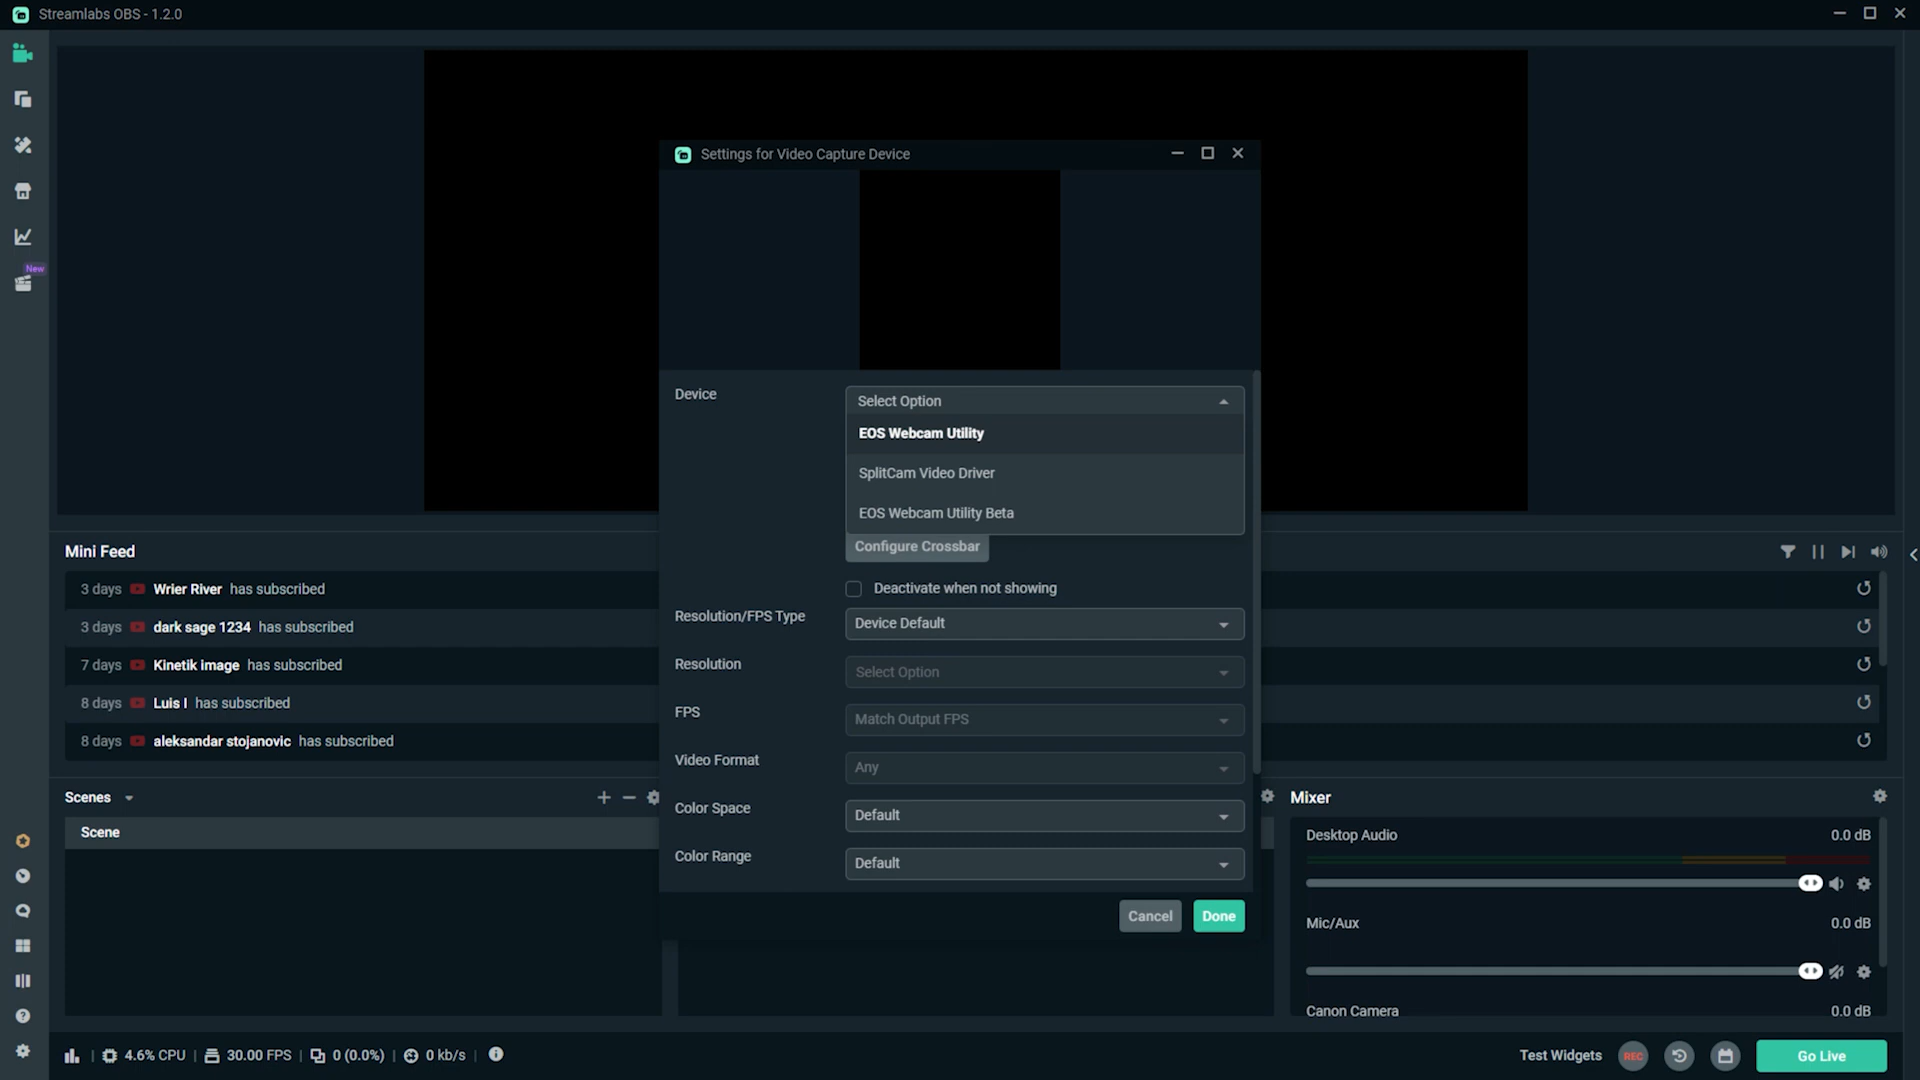 Streamlabs OBS - 1.2.0
New
Settings for Video Capture Device
Device
Select Option
EOS Webcam Utility
SplitCam Video Driver
EOS Webcam Utility Beta
Configure Crossbar
Deactivate when not showing
Resolution/FPS Type
Device Default
Resolution
Select Option
FPS
Match Output FPS
Video Format
Any
Color Space
Default
Color Range
Default
Cancel
Done
Mini Feed
3 days Wrier River has subscribed
3 days dark sage 1234 has subscribed
7 days Kinetik image has subscribed
8 days Luis I has subscribed
8 days aleksandar stojanovic has subscribed
Scenes
Scene
Mixer
Desktop Audio 0.0 dB
Mic/Aux 0.0 dB
Canon Camera 0.0 dB
4.6% CPU 30.00 FPS 0 (0.0%) 0 kb/s
Test Widgets REC Go Live